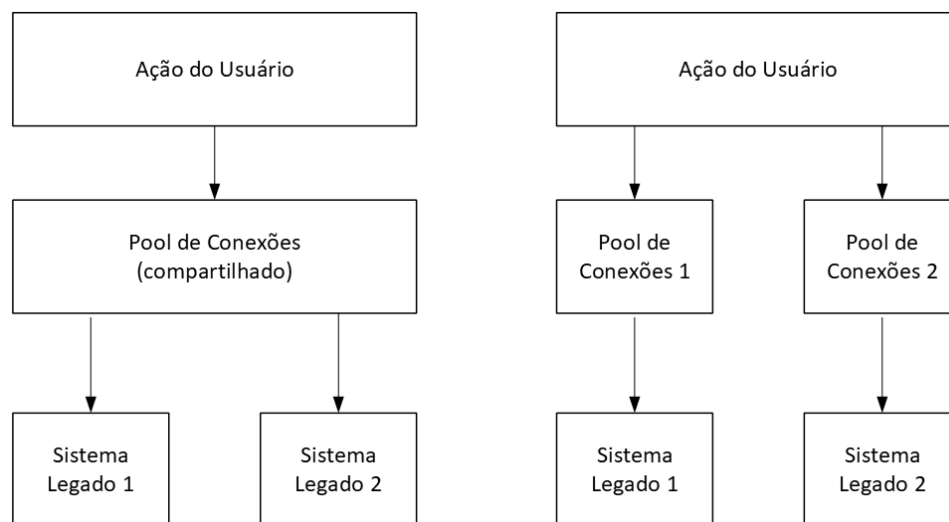 Ação do Usuário
Pool de Conexões
(compartilhado)
Sistema
Legado 1
Sistema
Legado 2
Ação do Usuário
Pool de
Conexões 1
Pool de
Conexões 2
Sistema
Legado 1
Sistema
Legado 2